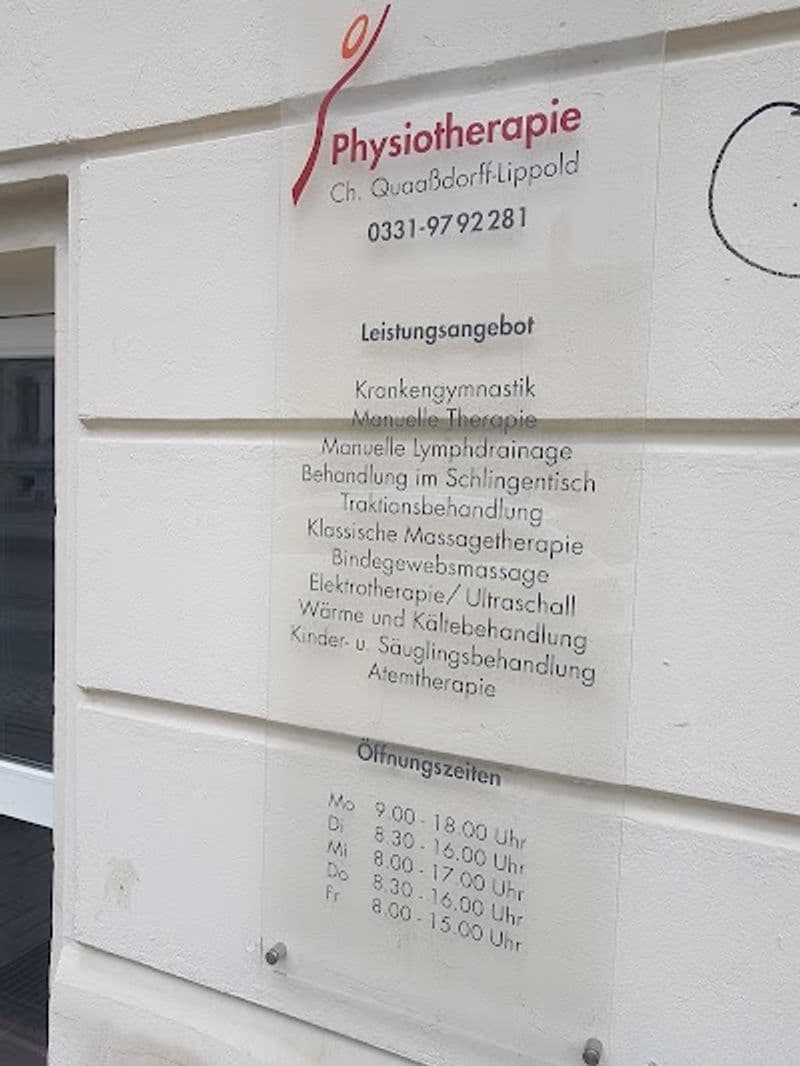 Physiotherapie
Ch. Quaaßdorff-Lippold
0331-9792281
Leistungsangebot
Krankengymnastik
Manuelle Therapie
Manuelle Lymphdrainage
Behandlung im Schlingentisch
Traktionsbehandlung
Klassische Massagetherapie
Bindegewebsmassage
Elektrotherapie/Ultraschall
Wärme und Kältebehandlung
Kinder- u. Säuglingsbehandlung
Atemtherapie
Öffnungszeiten
Mo 9.00 - 18.00 Uhr
Di 8.30 - 16.00 Uhr
Mi 8.00 - 17.00 Uhr
Do 8.30 - 16.00 Uhr
Fr 8.00 - 15.00 Uhr